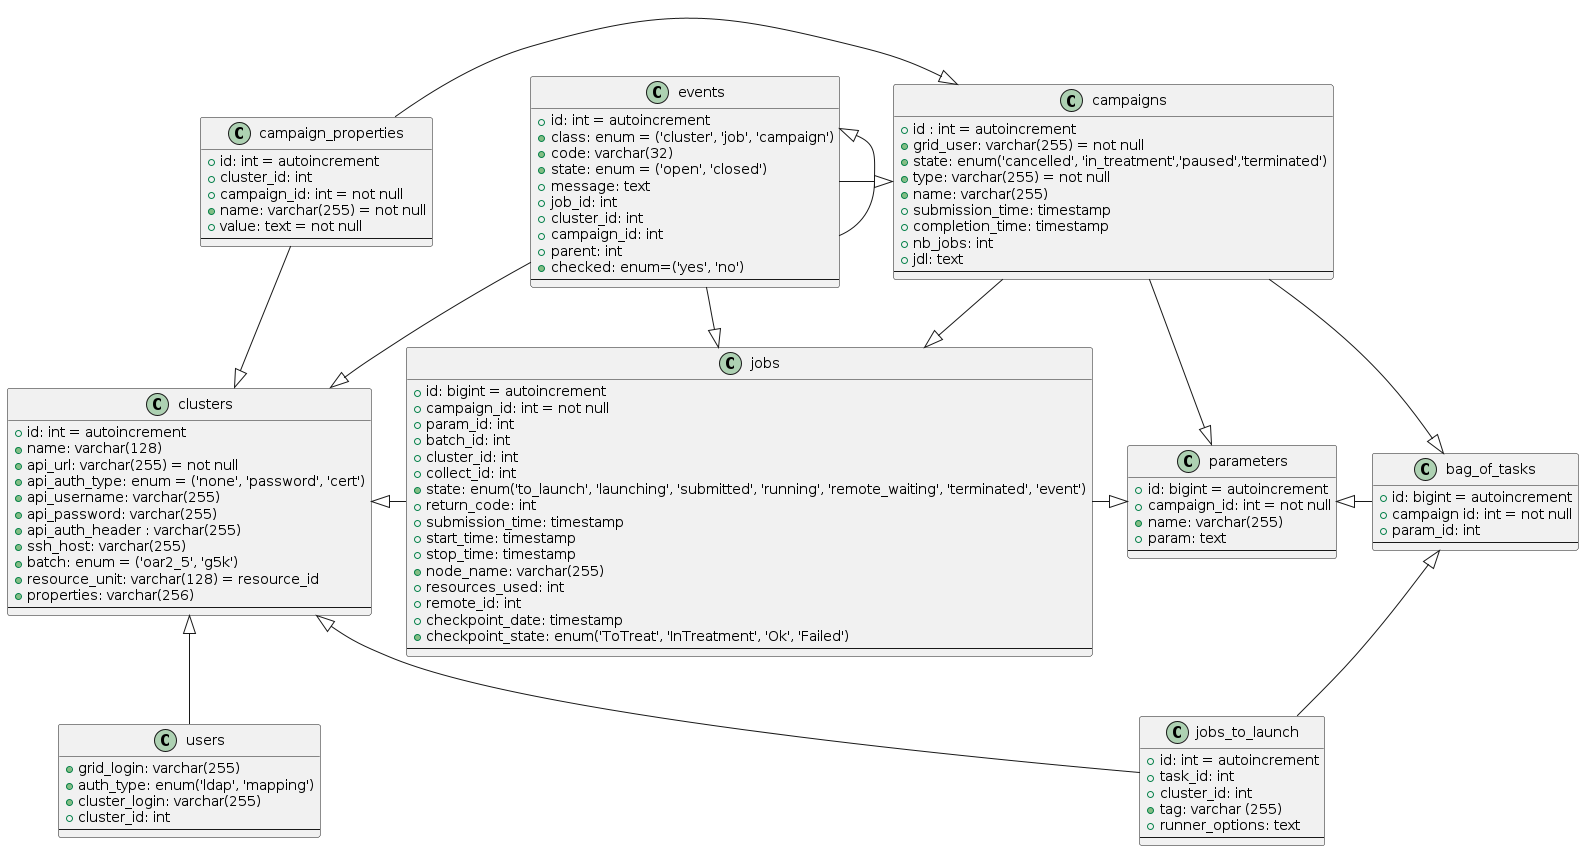 C events
id: int = autoincrement
class: enum = ('cluster', 'job', 'campaign')
code: varchar(32)
state: enum = ('open', 'closed')
message: text
job_id: int
cluster_id: int
campaign_id: int
parent: int
checked: enum=('yes', 'no')
C campaigns
id : int = autoincrement
grid_user: varchar(255) = not null
state: enum('cancelled', 'in_treatment','paused','terminated')
type: varchar(255) = not null
name: varchar(255)
submission_time: timestamp
completion_time: timestamp
nb_jobs: int
jdl: text
C campaign_properties
id: int = autoincrement
cluster_id: int
campaign_id: int = not null
name: varchar(255) = not null
value: text = not null
C clusters
id: int = autoincrement
name: varchar(128)
api_url: varchar(255) = not null
api_auth_type: enum = ('none', 'password', 'cert')
api_username: varchar(255)
api_password: varchar(255)
api_auth_header : varchar(255)
ssh_host: varchar(255)
batch: enum = ('oar2_5', 'g5k')
resource_unit: varchar(128) = resource_id
properties: varchar(256)
C jobs
id: bigint = autoincrement
campaign_id: int = not null
param_id: int
batch_id: int
cluster_id: int
collect_id: int
state: enum('to_launch', 'launching', 'submitted', 'running', 'remote_waiting', 'terminated', 'event')
return_code: int
submission_time: timestamp
start_time: timestamp
stop_time: timestamp
node_name: varchar(255)
resources_used: int
remote_id: int
checkpoint_date: timestamp
checkpoint_state: enum('ToTreat', 'InTreatment', 'Ok', 'Failed')
C parameters
id: bigint = autoincrement
campaign_id: int = not null
name: varchar(255)
param: text
C bag_of_tasks
id: bigint = autoincrement
campaign id: int = not null
param_id: int
C users
grid_login: varchar(255)
auth_type: enum('ldap', 'mapping')
cluster_login: varchar(255)
cluster_id: int
C jobs_to_launch
id: int = autoincrement
task_id: int
cluster_id: int
tag: varchar (255)
runner_options: text